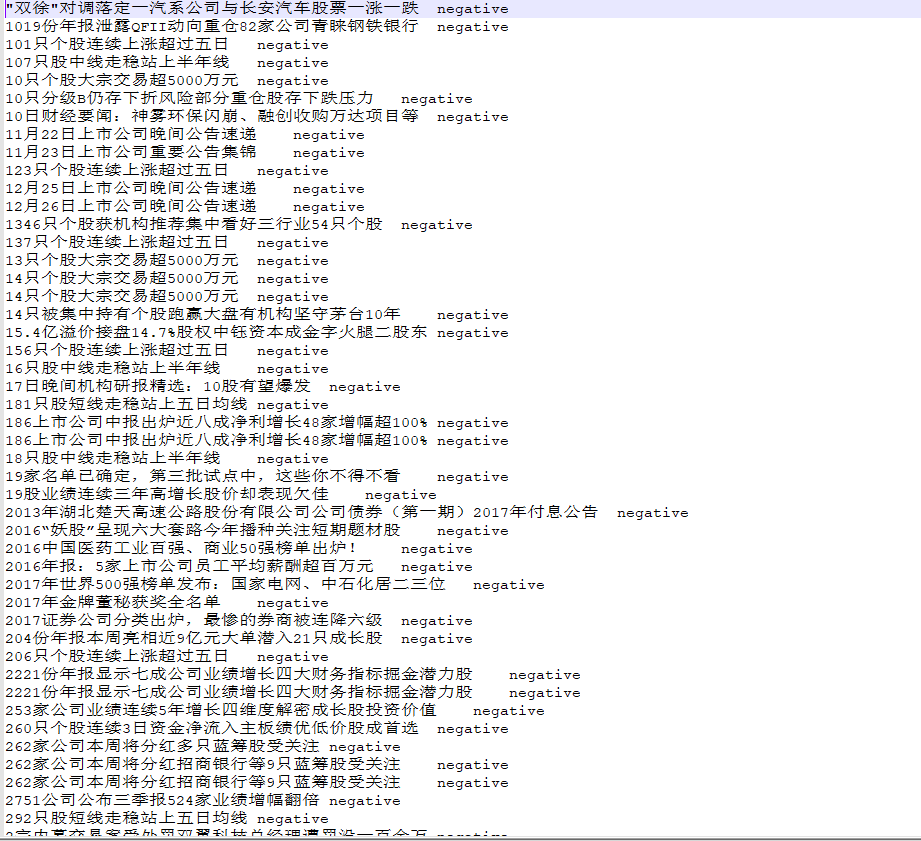 "双徐"对调落定一汽系公司与长安汽车股票一涨一跌 negative
1019份年报泄露QFII动向重仓82家公司青睐钢铁银行 negative
101只个股连续上涨超过五日 negative
107只股中线走稳站上半年线 negative
10只个股大宗交易超5000万元 negative
10只分级B仍存下折风险部分重仓股存下跌压力 negative
10日财经要闻：神雾环保闪崩、融创收购万达项目等 negative
11月22日上市公司晚间公告速递 negative
11月23日上市公司重要公告集锦 negative
123只个股连续上涨超过五日 negative
12月25日上市公司晚间公告速递 negative
12月26日上市公司晚间公告速递 negative
1346只个股获机构推荐集中看好三行业54只个股 negative
137只个股连续上涨超过五日 negative
13只个股大宗交易超5000万元 negative
14只个股大宗交易超5000万元 negative
14只个股大宗交易超5000万元 negative
14只被集中持有个股跑赢大盘有机构坚守茅台10年 negative
15.4亿溢价接盘14.7%股权中钰资本成金字火腿二股东 negative
156只个股连续上涨超过五日 negative
16只股中线走稳站上半年线 negative
17日晚间机构研报精选：10股有望爆发 negative
181只股短线走稳站上五日均线 negative
186上市公司中报出炉近八成净利增长48家增幅超100% negative
186上市公司中报出炉近八成净利增长48家增幅超100% negative
18只股中线走稳站上半年线 negative
19家名单已确定，第三批试点中，这些你不得不看 negative
19股业绩连续三年高增长股价却表现欠佳 negative
2013年湖北楚天高速公路股份有限公司公司债券（第一期）2017年付息公告 negative
2016“妖股”呈现六大套路今年播种关注短期题材股 negative
2016中国医药工业百强、商业50强榜单出炉！ negative
2016年报：5家上市公司员工平均薪酬超百万元 negative
2017年世界500强榜单发布：国家电网、中石化居二三位 negative
2017年金牌董秘获奖全名单 negative
2017证券公司分类出炉，最惨的券商被连降六级 negative
204份年报本周亮相近9亿元大单潜入21只成长股 negative
206只个股连续上涨超过五日 negative
2221份年报显示七成公司业绩增长四大财务指标掘金潜力股 negative
2221份年报显示七成公司业绩增长四大财务指标掘金潜力股 negative
253家公司业绩连续5年增长四维度解密成长股投资价值 negative
260只个股连续3日资金净流入主板绩优低价股成首选 negative
262家公司本周将分红多只蓝筹股受关注 negative
262家公司本周将分红招商银行等9只蓝筹股受关注 negative
262家公司本周将分红招商银行等9只蓝筹股受关注 negative
2751公司公布三季报524家业绩增幅翻倍 negative
292只股短线走稳站上五日均线 negative